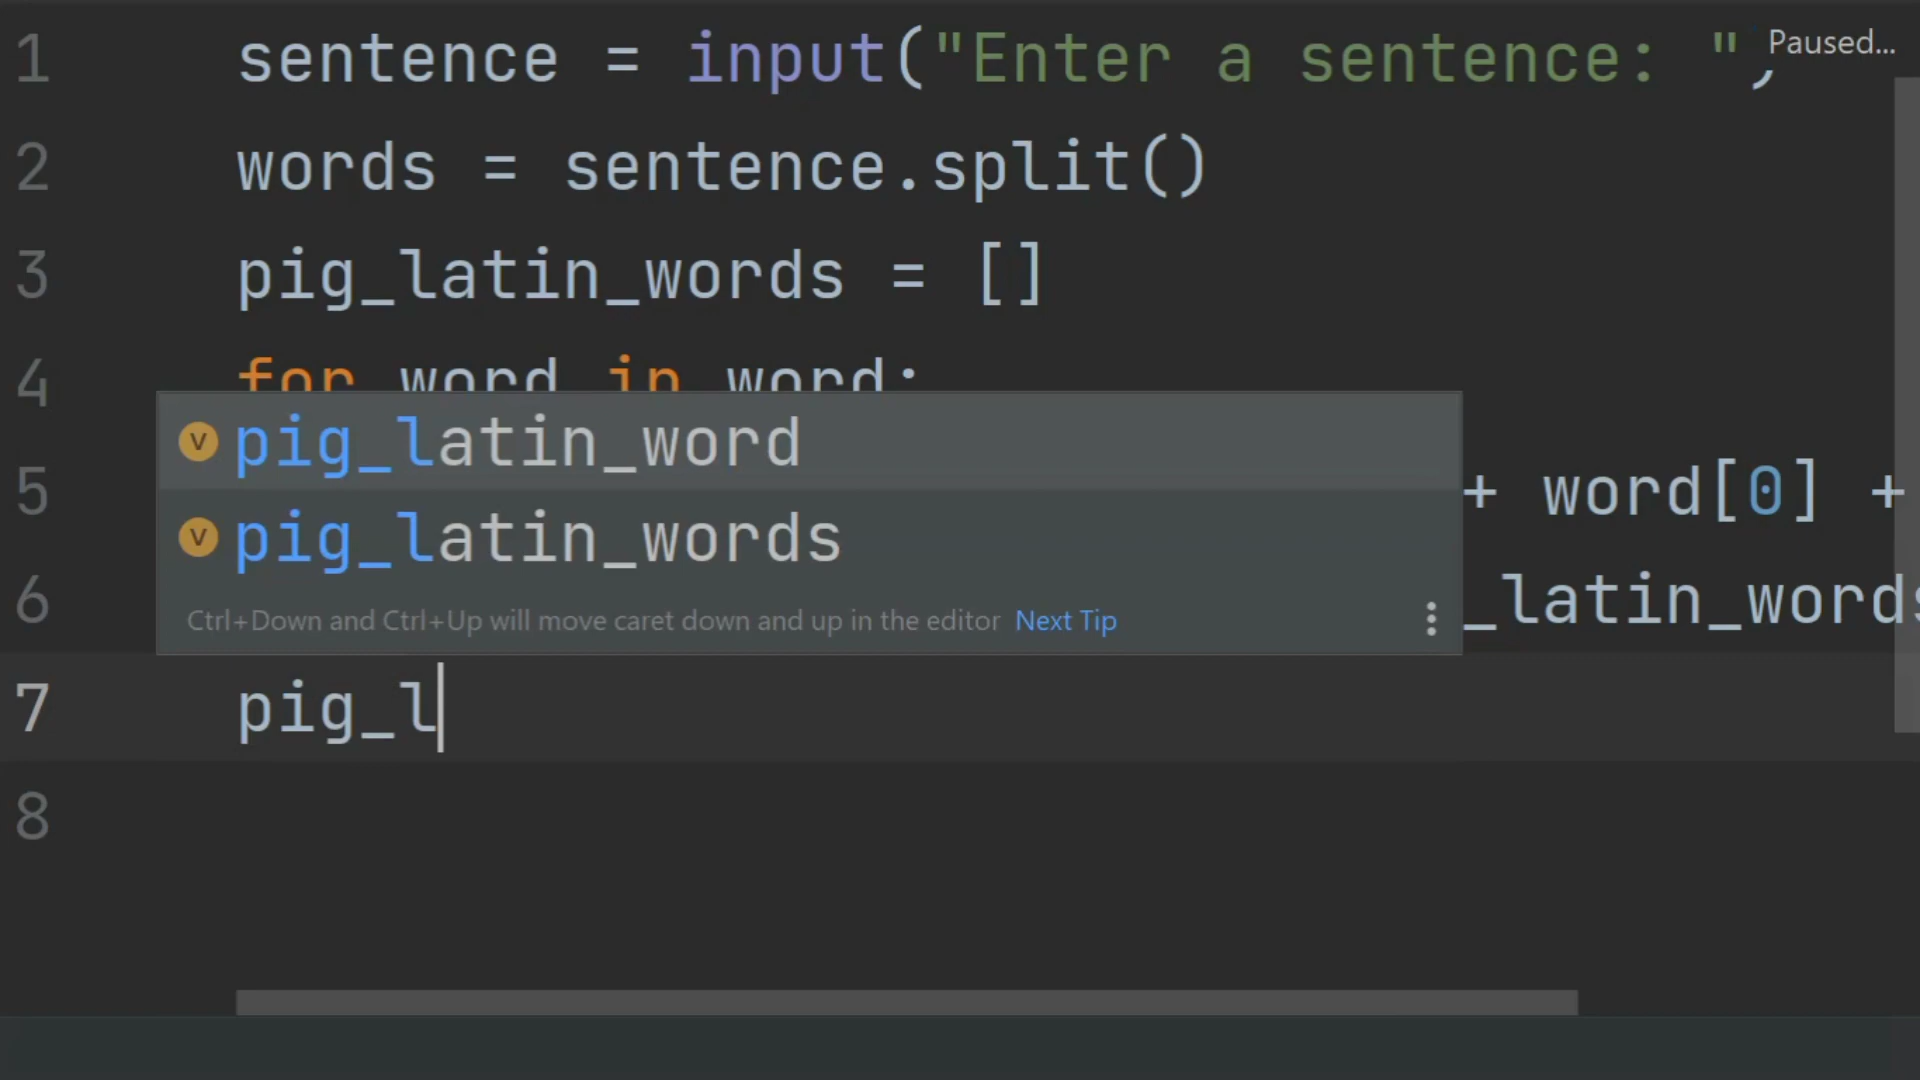 1 sentence = input("Enter a sentence: ") Paused...
2 words = sentence.split()
3 pig_latin_words = []
4 for word in word:
pig_latin_word
5 + word[0] +
pig_latin_words
6 _latin_words
Ctrl+Down and Ctrl+Up will move caret down and up in the editor Next Tip
7 pig_l
8